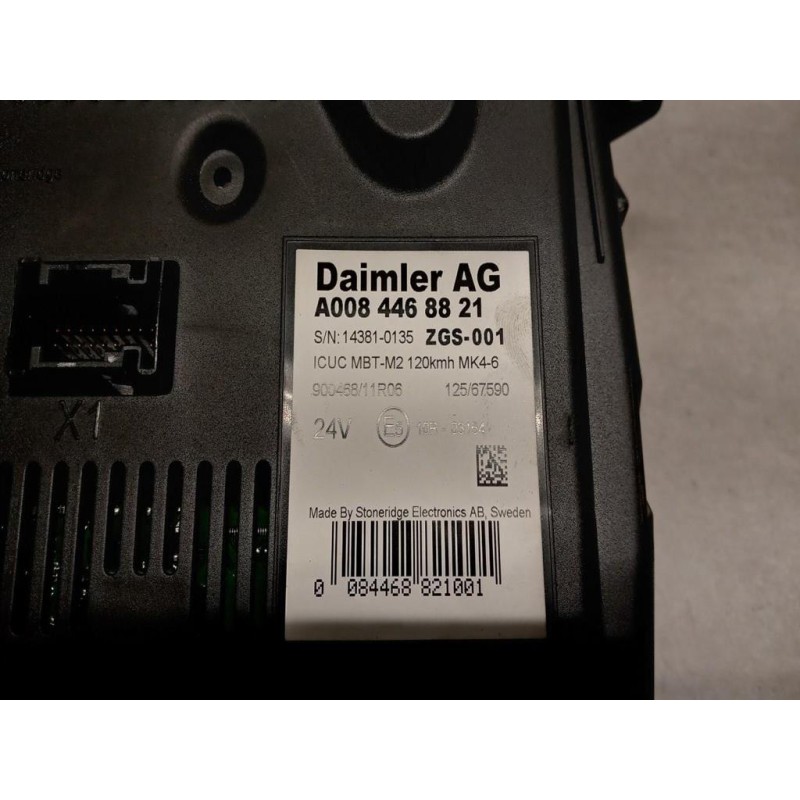 Daimler AG
A008 446 88 21
S/N: 14381-0135 ZGS-001
ICUC MBT-M2 120kmh MK4-6
900468/11R06 125/67590
24V E5
Made By Stoneridge Electronics AB, Sweden
0 084468 821001
X1